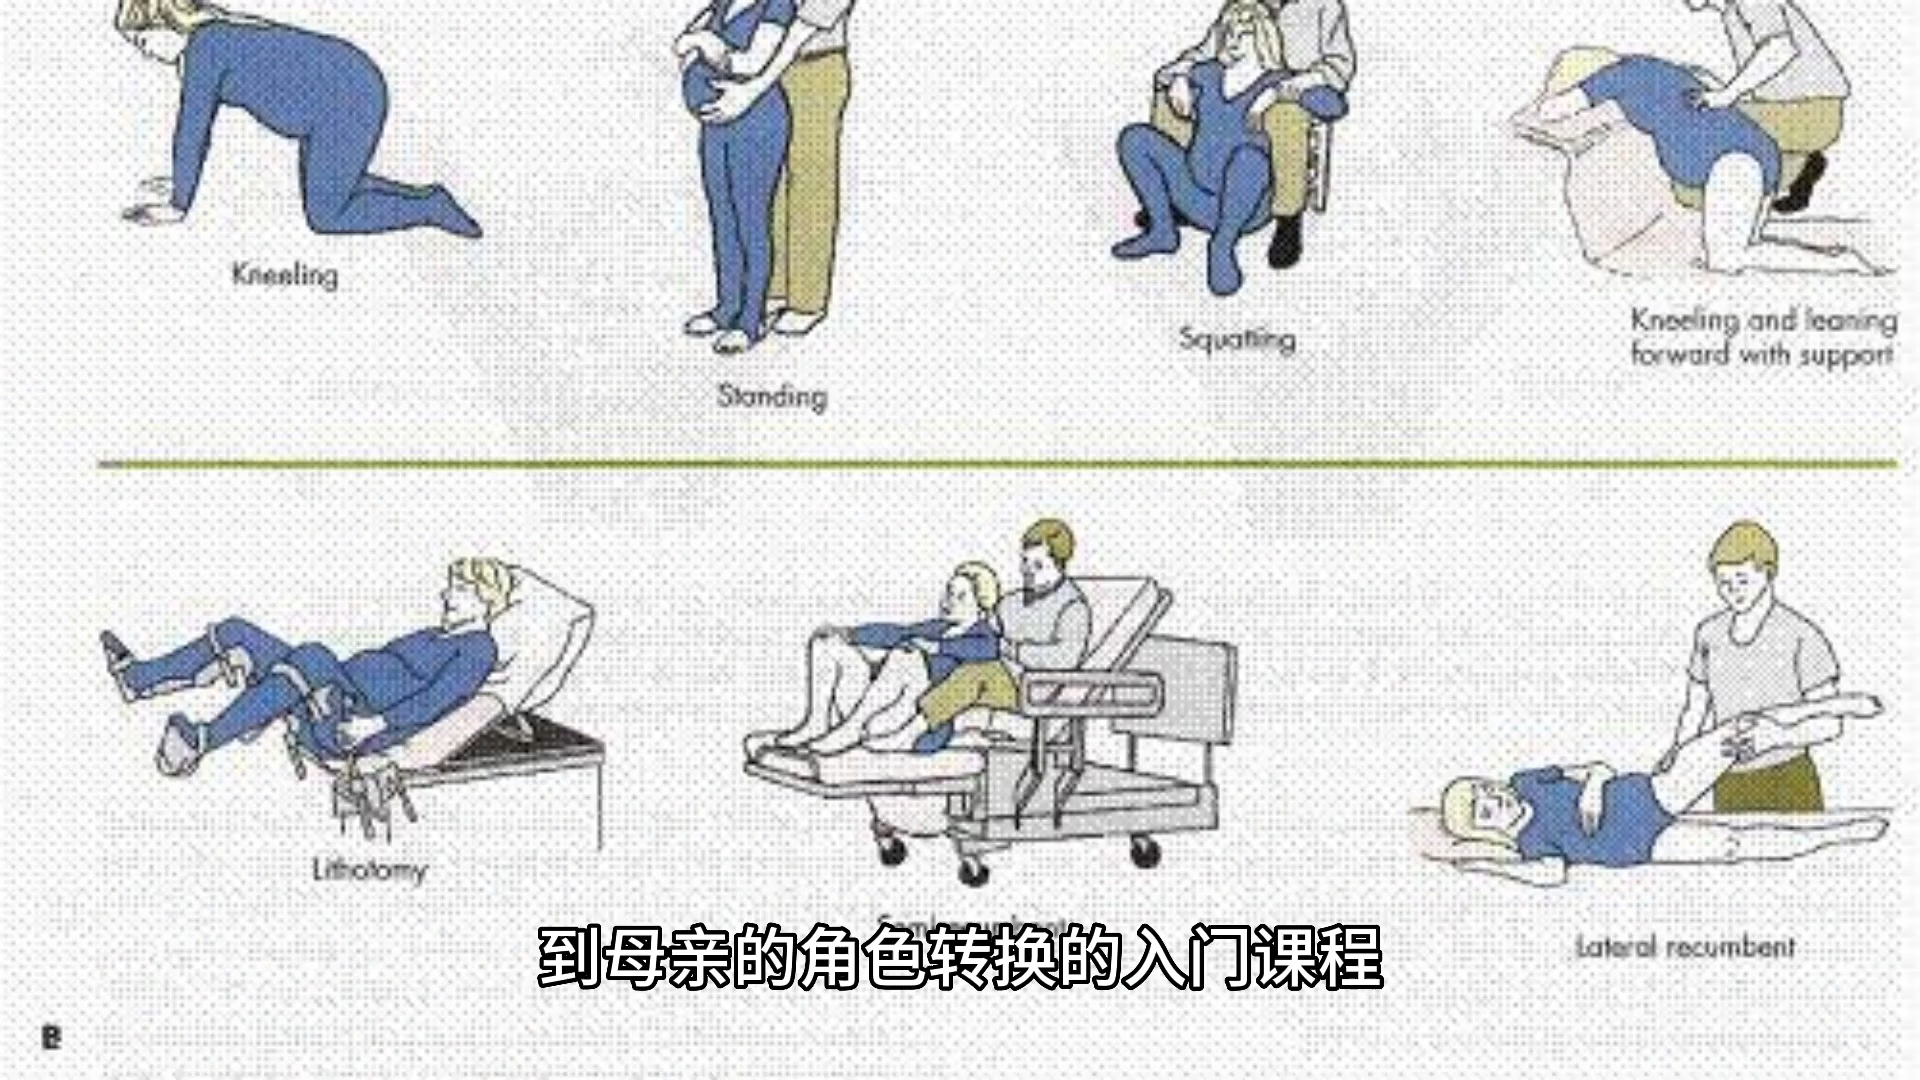 Kneeling
Standing
Squatting
Kneeling and leaning
forward with support
Lithotomy
到母亲的角色转换的入门课程
Lateral recumbent
B